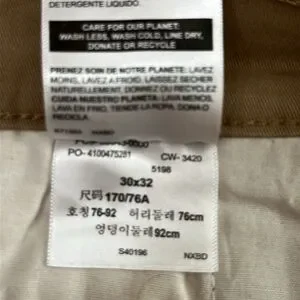 DETERGENTE LIQUIDO.
CARE FOR OUR PLANET:
WASH LESS, WASH COLD, LINE DRY,
DONATE OR RECYCLE
PRENEZ SOIN DE NOTRE PLANETE: LAVEZ
MOINS, LAVEZ A FROID, LAISSEZ SECHER
NATURELLEMENT, DONNEZ OU RECYCLEZ
CUIDA NUESTRO PLANETA: LAVA MENOS,
LAVA EN FRIO, TIENDE LA ROPA, DONA O
RECICLA
NXBD
PO- 4100475281 CW- 3420
5198
30x32
尺码 170/76A
호칭 76-92 허리둘레 76cm
엉덩이둘레 92cm
S40196 NXBD